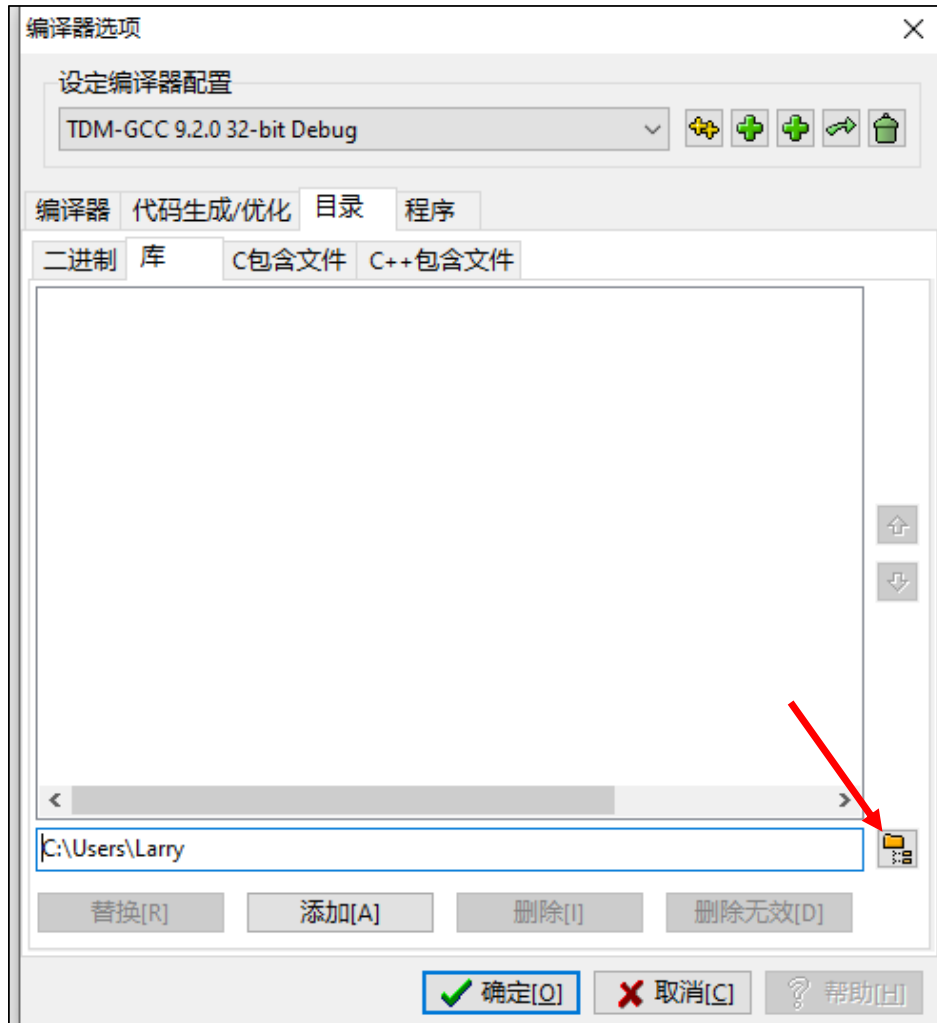 编译器选项
设定编译器配置
TDM-GCC 9.2.0 32-bit Debug
编译器 代码生成/优化 目录 程序
二进制 库 C包含文件 C++包含文件
C:\Users\Larry
替换[R] 添加[A] 删除[I] 删除无效[D]
确定[O] 取消[C] 帮助[H]